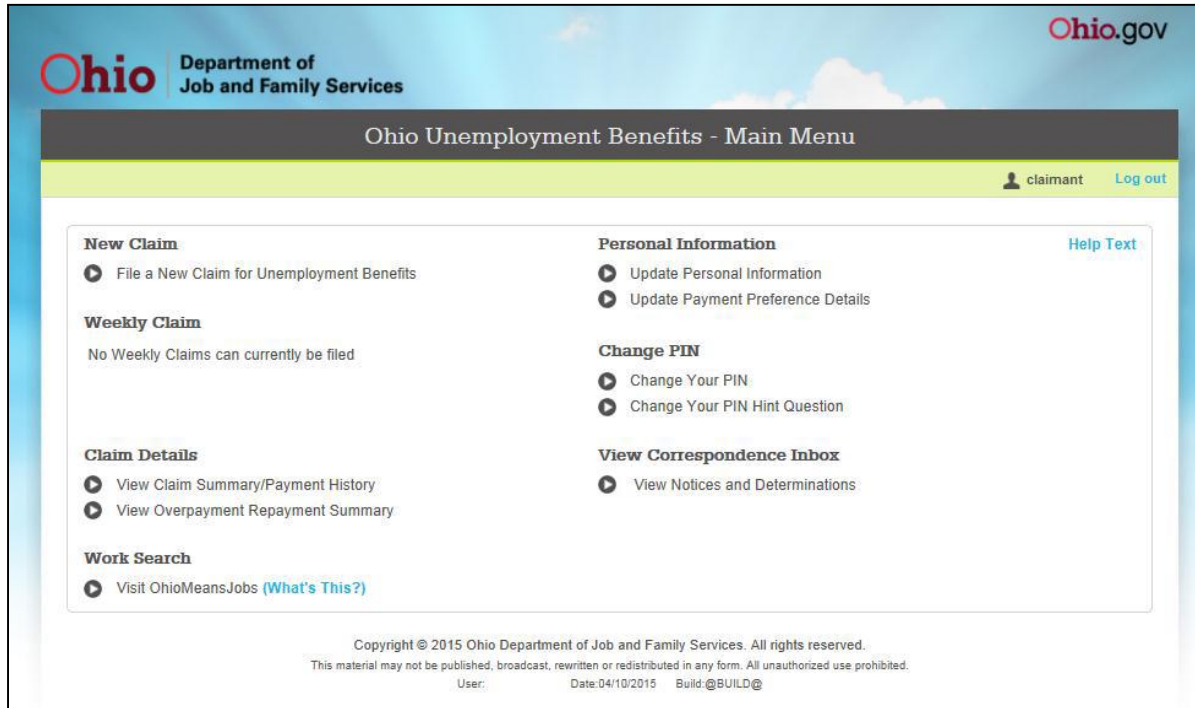 Ohio.gov
Ohio
Department of
Job and Family Services
Ohio Unemployment Benefits - Main Menu
claimant Log out
New Claim
File a New Claim for Unemployment Benefits
Weekly Claim
No Weekly Claims can currently be filed
Claim Details
View Claim Summary/Payment History
View Overpayment Repayment Summary
Work Search
Visit OhioMeansJobs (What's This?)
Personal Information
Help Text
Update Personal Information
Update Payment Preference Details
Change PIN
Change Your PIN
Change Your PIN Hint Question
View Correspondence Inbox
View Notices and Determinations
Copyright © 2015 Ohio Department of Job and Family Services. All rights reserved.
This material may not be published, broadcast, rewritten or redistributed in any form. All unauthorized use prohibited.
User: Date:04/10/2015 Build:@BUILD@